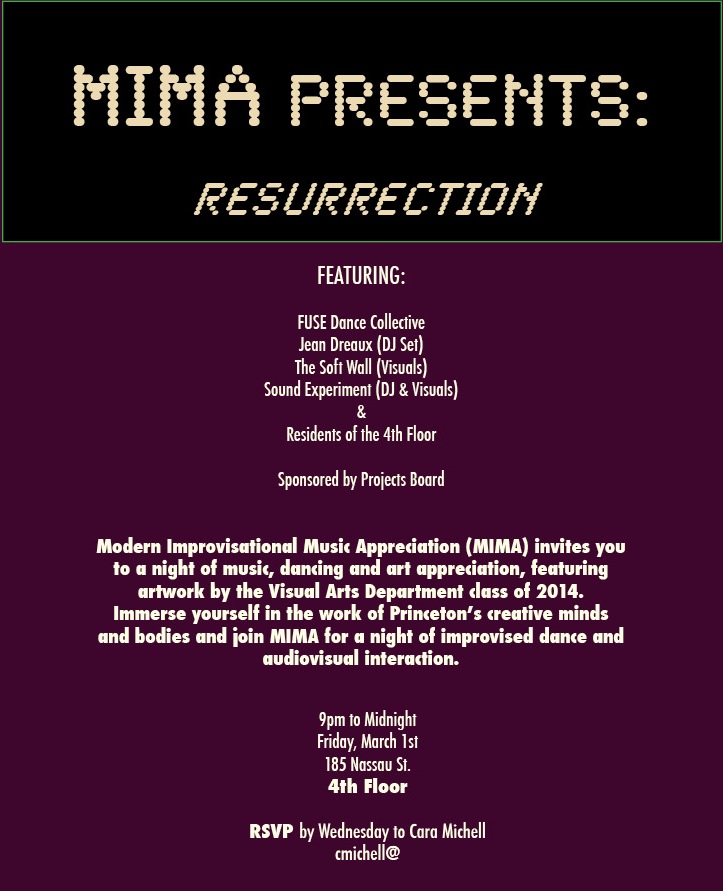 MIMA PRESENTS:
RESURRECTION
FEATURING:
FUSE Dance Collective
Jean Dreaux (DJ Set)
The Soft Wall (Visuals)
Sound Experiment (DJ & Visuals)
&
Residents of the 4th Floor
Sponsored by Projects Board
Modern Improvisational Music Appreciation (MIMA) invites you
to a night of music, dancing and art appreciation, featuring
artwork by the Visual Arts Department class of 2014.
Immerse yourself in the work of Princeton's creative minds
and bodies and join MIMA for a night of improvised dance and
audiovisual interaction.
9pm to Midnight
Friday, March 1st
185 Nassau St.
4th Floor
RSVP by Wednesday to Cara Michell
cmichell@